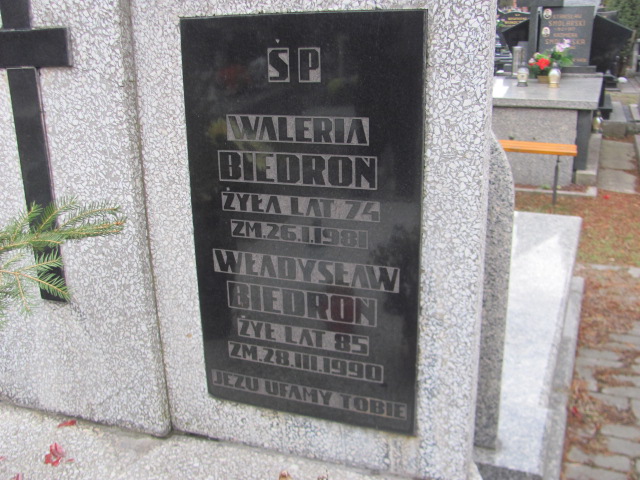 ŚP
WALERIA
BIEDROŃ
ŻYŁA LAT 74
ZM.26.I.1981
WŁADYSŁAW
BIEDROŃ
ŻYŁ LAT 85
ZM.28.III.1990
JEZU UFAMY TOBIE